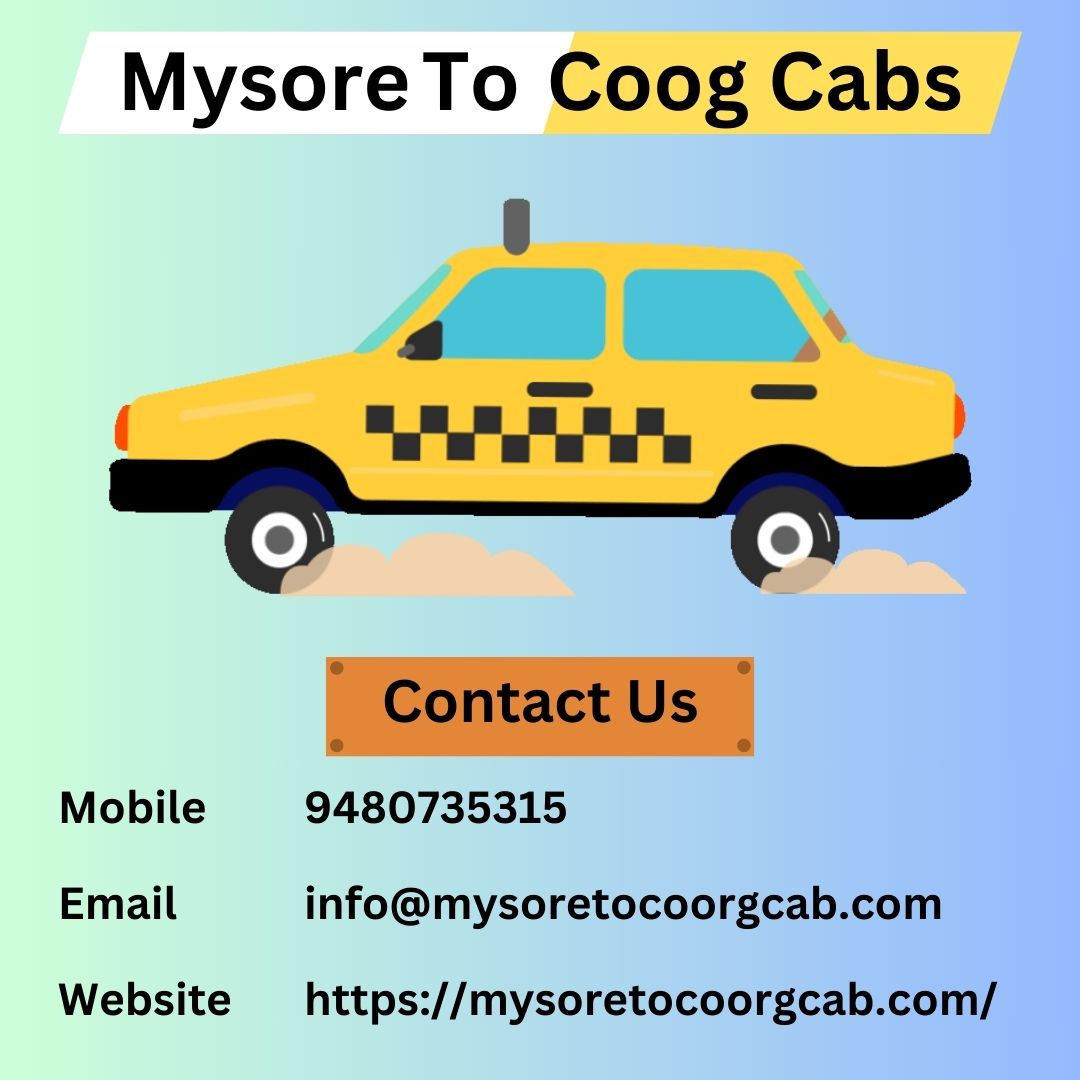 Mysore To Coog Cabs
Contact Us
Mobile 9480735315
Email info@mysoretocoorgcab.com
Website https://mysoretocoorgcab.com/